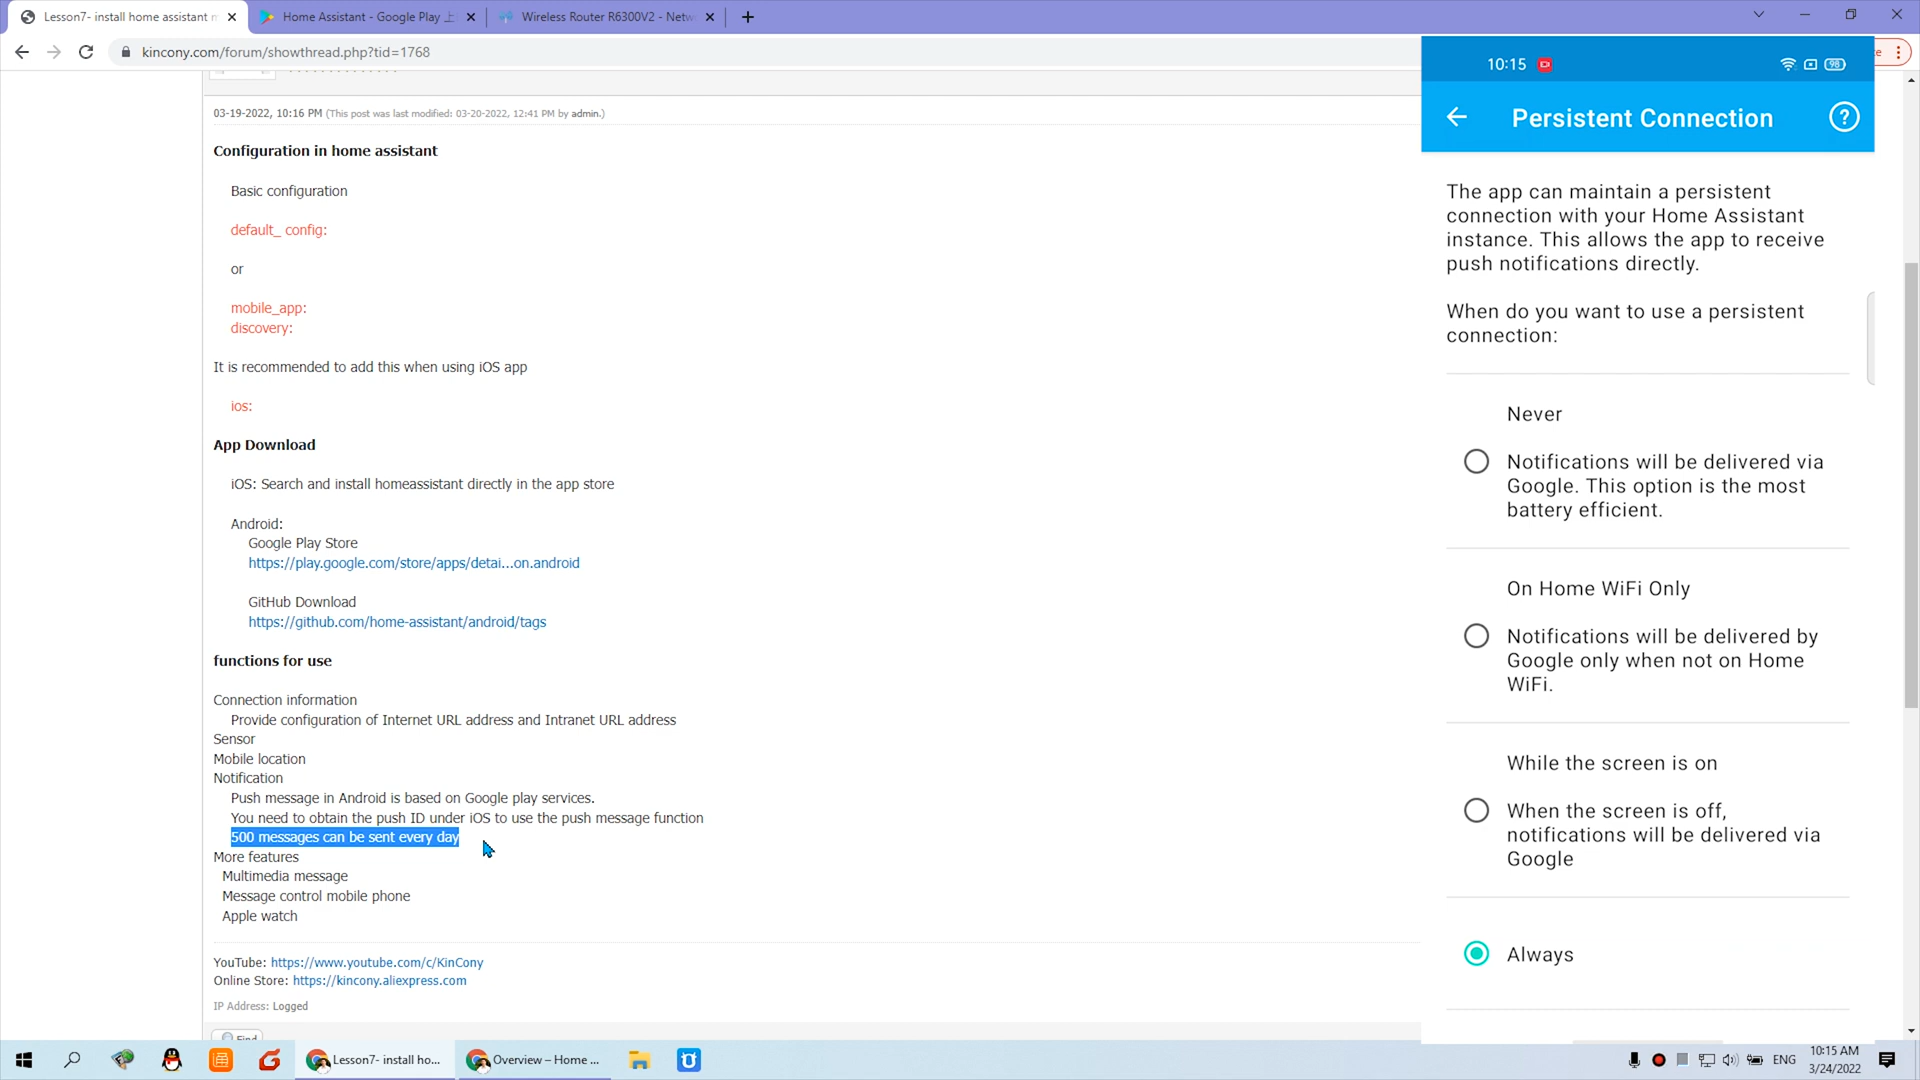 Lesson7- install home assistant m
Home Assistant - Google Play 上
Wireless Router R6300V2 - Netw
kincony.com/forum/showthread.php?tid=1768
03-19-2022, 10:16 PM (This post was last modified: 03-20-2022, 12:41 PM by admin.)
Configuration in home assistant
Basic configuration
default_ config:
or
mobile_app:
discovery:
It is recommended to add this when using iOS app
ios:
App Download
iOS: Search and install homeassistant directly in the app store
Android:
Google Play Store
https://play.google.com/store/apps/detai...on.android
GitHub Download
https://github.com/home-assistant/android/tags
functions for use
Connection information
Provide configuration of Internet URL address and Intranet URL address
Sensor
Mobile location
Notification
Push message in Android is based on Google play services.
You need to obtain the push ID under iOS to use the push message function
500 messages can be sent every day
More features
Multimedia message
Message control mobile phone
Apple watch
YouTube: https://www.youtube.com/c/KinCony
Online Store: https://kincony.aliexpress.com
IP Address: Logged
Find
10:15
98
Persistent Connection
?
The app can maintain a persistent
connection with your Home Assistant
instance. This allows the app to receive
push notifications directly.
When do you want to use a persistent
connection:
Never
Notifications will be delivered via
Google. This option is the most
battery efficient.
On Home WiFi Only
Notifications will be delivered by
Google only when not on Home
WiFi.
While the screen is on
When the screen is off,
notifications will be delivered via
Google
Always
Lesson7- install ho...
Overview – Home ...
ENG
10:15 AM
3/24/2022